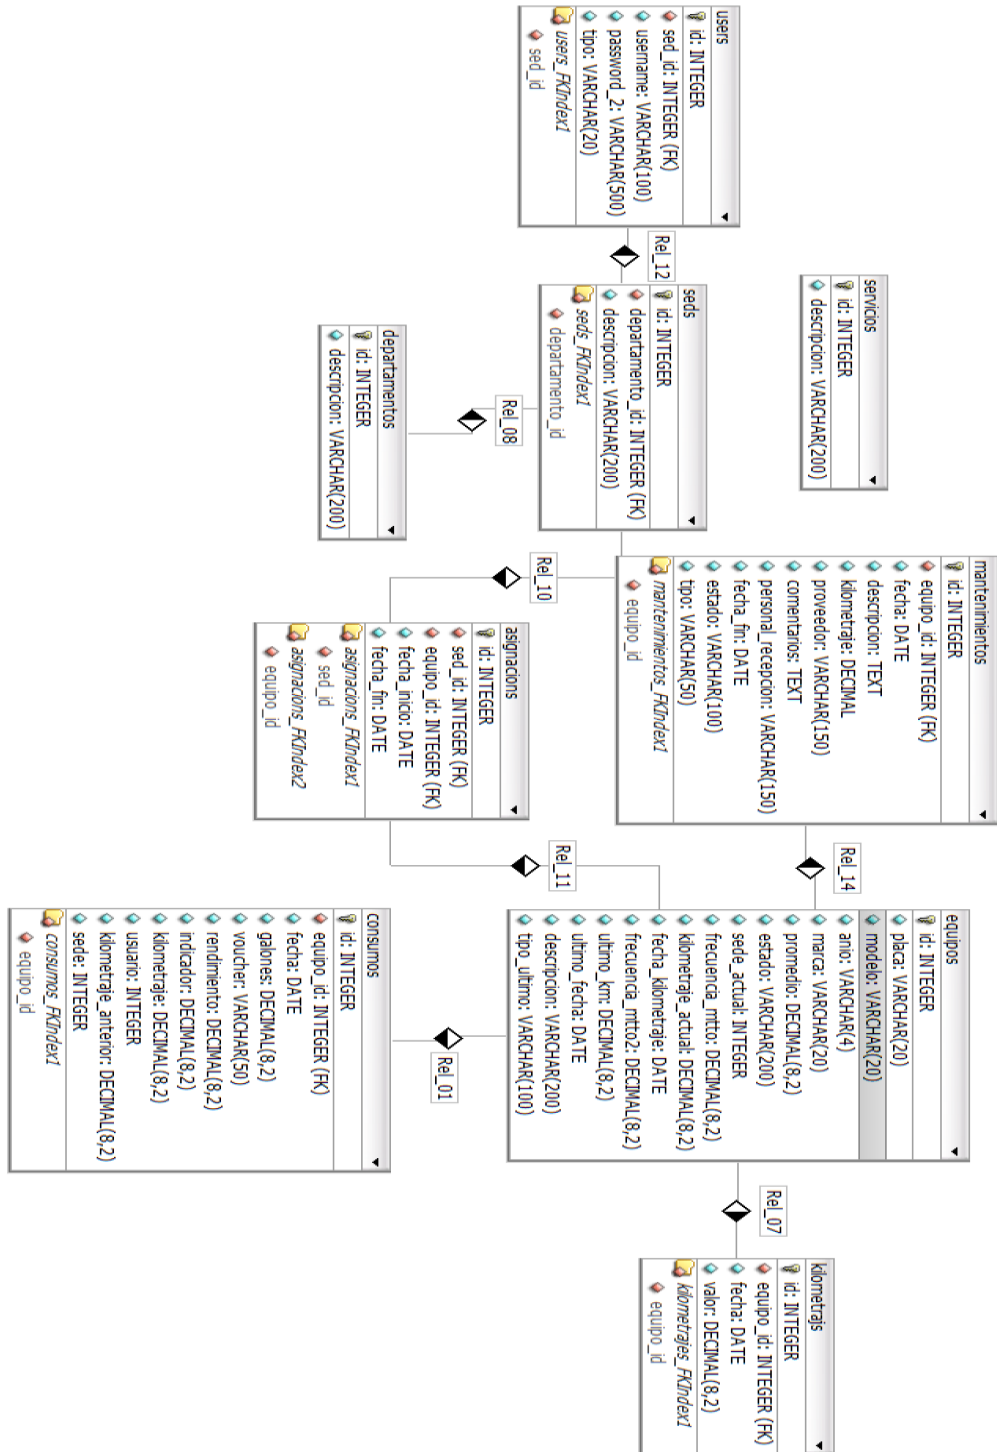 users
id: INTEGER
sed_id: INTEGER (FK)
username: VARCHAR(100)
password_2: VARCHAR(500)
tipo: VARCHAR(20)
users_FKIndex1
sed_id
Rel_12
servicios
id: INTEGER
descripcion: VARCHAR(200)
seds
id: INTEGER
departamento_id: INTEGER (FK)
descripcion: VARCHAR(200)
seds_FKIndex1
departamento_id
Rel_08
departamentos
id: INTEGER
descripcion: VARCHAR(200)
mantenimientos
id: INTEGER
equipo_id: INTEGER (FK)
fecha: DATE
descripcion: TEXT
kilometraje: DECIMAL
proveedor: VARCHAR(150)
comentarios: TEXT
personal_recepcion: VARCHAR(150)
fecha_fin: DATE
estado: VARCHAR(100)
tipo: VARCHAR(50)
mantenimientos_FKIndex1
equipo_id
Rel_10
asignacions
id: INTEGER
sed_id: INTEGER (FK)
equipo_id: INTEGER (FK)
fecha_inicio: DATE
fecha_fin: DATE
asignacions_FKIndex1
sed_id
asignacions_FKIndex2
equipo_id
Rel_14
Rel_11
equipos
id: INTEGER
placa: VARCHAR(20)
modelo: VARCHAR(20)
anio: VARCHAR(4)
marca: VARCHAR(20)
promedio: DECIMAL(8,2)
estado: VARCHAR(200)
sede_actual: INTEGER
frecuencia_mtto: DECIMAL(8,2)
kilometraje_actual: DECIMAL(8,2)
fecha_kilometraje: DATE
frecuencia_mtto2: DECIMAL(8,2)
ultimo_km: DECIMAL(8,2)
ultimo_fecha: DATE
descripcion: VARCHAR(200)
tipo_ultimo: VARCHAR(100)
Rel_01
consumos
id: INTEGER
equipo_id: INTEGER (FK)
fecha: DATE
galones: DECIMAL(8,2)
voucher: VARCHAR(50)
rendimiento: DECIMAL(8,2)
indicador: DECIMAL(8,2)
kilometraje: DECIMAL(8,2)
usuario: INTEGER
kilometraje_anterior: DECIMAL(8,2)
sede: INTEGER
consumos_FKIndex1
equipo_id
Rel_07
kilometrajs
id: INTEGER
equipo_id: INTEGER (FK)
fecha: DATE
valor: DECIMAL(8,2)
kilometrajes_FKIndex1
equipo_id